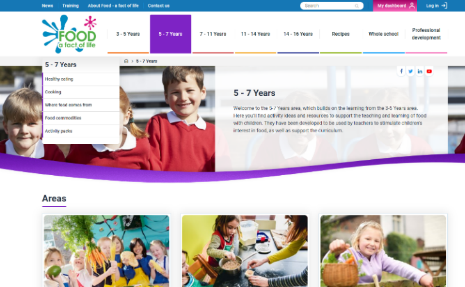 News Training About Food - a fact of life Contact us Search My dashboard Log in
FOOD
a fact of life
3 - 5 Years 5 - 7 Years 7 - 11 Years 11 - 14 Years 14 - 16 Years Recipes Whole school Professional development
5 - 7 Years
5 - 7 Years
Healthy eating
Cooking
Where food comes from
Food commodities
Activity packs
5 - 7 Years
Welcome to the 5-7 Years area, which builds on the learning from the 3-5 Years area.
Here you'll find activity ideas and resources to support the teaching and learning of food
with children. They have been developed to be used by teachers to stimulate children's
interest in food, as well as support the curriculum.
Areas